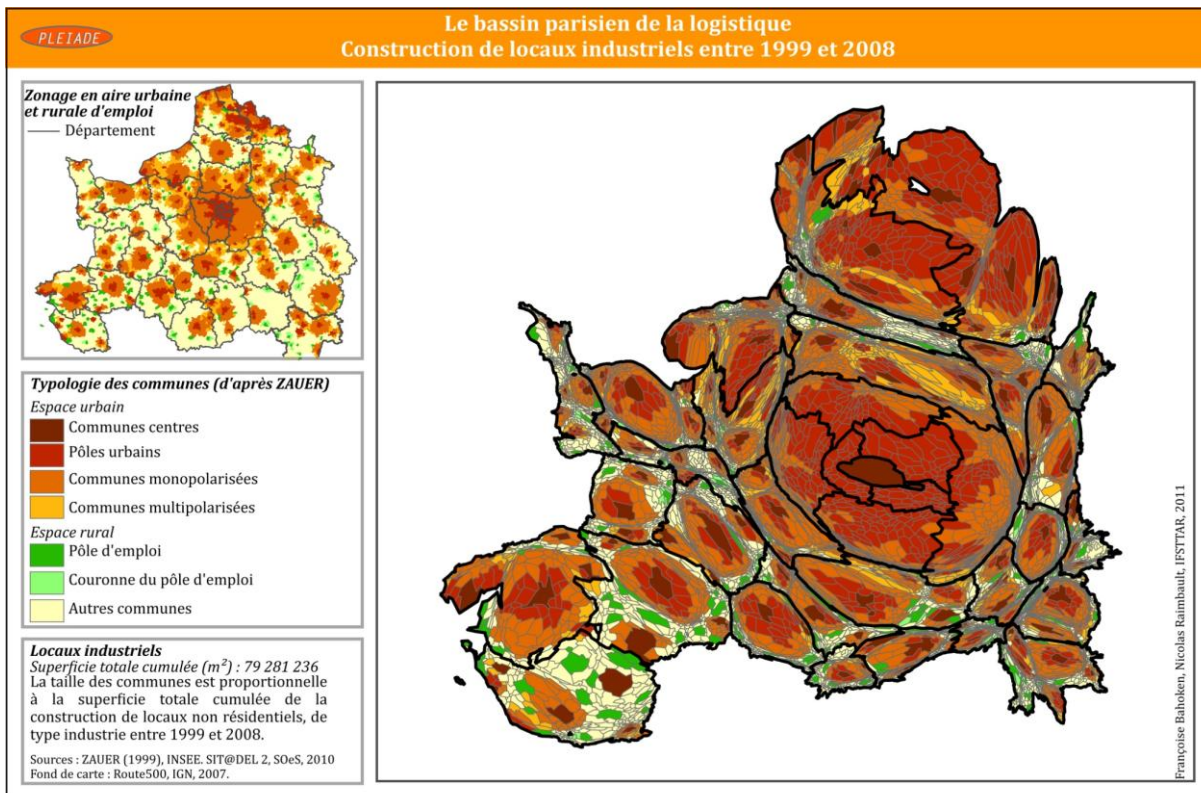 PLEIADE
Le bassin parisien de la logistique
Construction de locaux industriels entre 1999 et 2008
Zonage en aire urbaine
et rurale d'emploi
Département
Typologie des communes (d'après ZAUER)
Espace urbain
Communes centres
Pôles urbains
Communes monopolarisées
Communes multipolarisées
Espace rural
Pôle d'emploi
Couronne du pôle d'emploi
Autres communes
Locaux industriels
Superficie totale cumulée (m²) : 79 281 236
La taille des communes est proportionnelle
à la superficie totale cumulée de la
construction de locaux non résidentiels, de
type industrie entre 1999 et 2008.
Sources : ZAUER (1999), INSEE. SIT@DEL 2, SOeS, 2010
Fond de carte : Route500, IGN, 2007.
Françoise Bahoken, Nicolas Raimbault, IFSTTAR, 2011